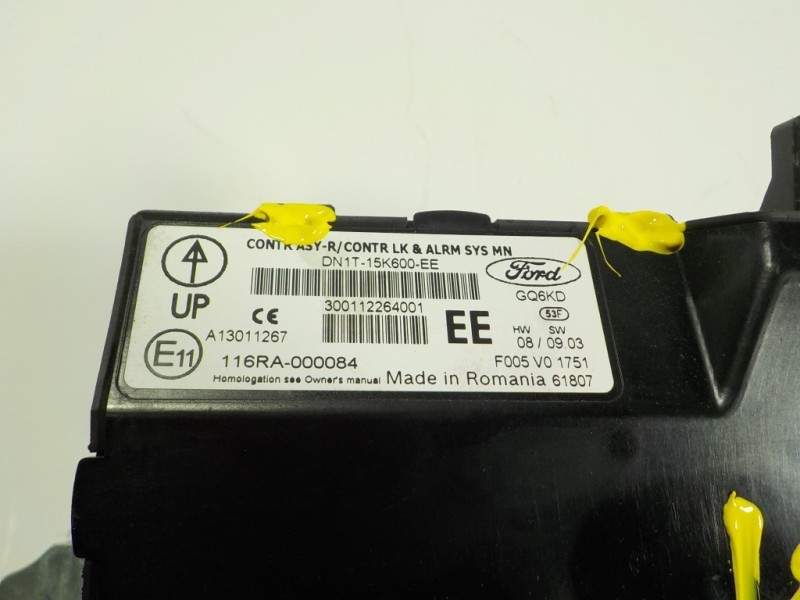 CONTR ASY-R/CONTR LK & ALRM SYS MN
DN1T-15K600-EE
Ford
GQ6KD
UP
CE
300112264001
EE
53F
HW SW
08 / 09.03
A13011267
E11
116RA-000084
F005 V0 1751
Homologation see Owner's manual Made in Romania 61807